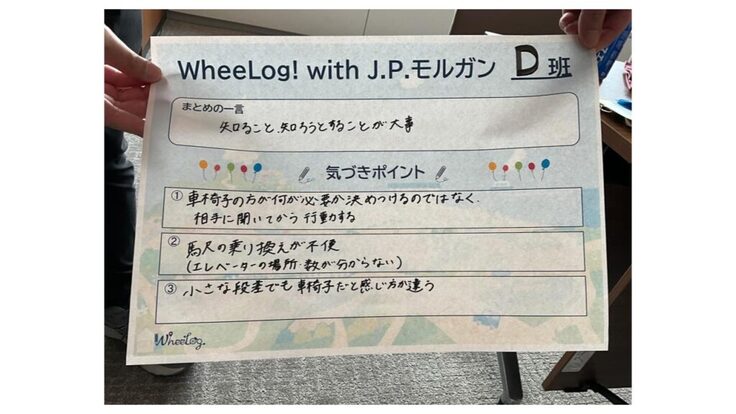 WheeLog! with J.P.モルガン D 班
まとめの一言
知ること、知ろうとすることが大事
気づきポイント
① 車椅子の方が何が必要か決めつけるのではなく、
相手に聞いてから行動する
② 馬尺の乗り換えが不便
(エレベーターの場所・数が分からない)
③ 小さな段差でも車椅子だと感じ方が違う
WheeLog.